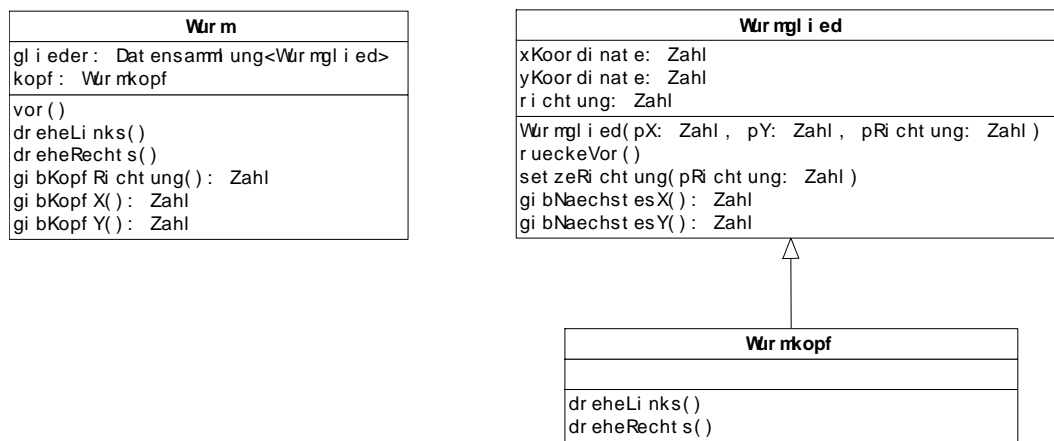 Wurm
glieder: Datensammlung<Wurmglied>
kopf: Wurmkopf
vor()
dreheLinks()
dreheRechts()
gibKopfRichtung(): Zahl
gibKopfX(): Zahl
gibKopfY(): Zahl
Wurmglied
xKoordinate: Zahl
yKoordinate: Zahl
richtung: Zahl
Wurmglied(pX: Zahl, pY: Zahl, pRichtung: Zahl)
rueckeVor()
setzeRichtung(pRichtung: Zahl)
gibNaechstesX(): Zahl
gibNaechstesY(): Zahl
Wurmkopf
dreheLinks()
dreheRechts()